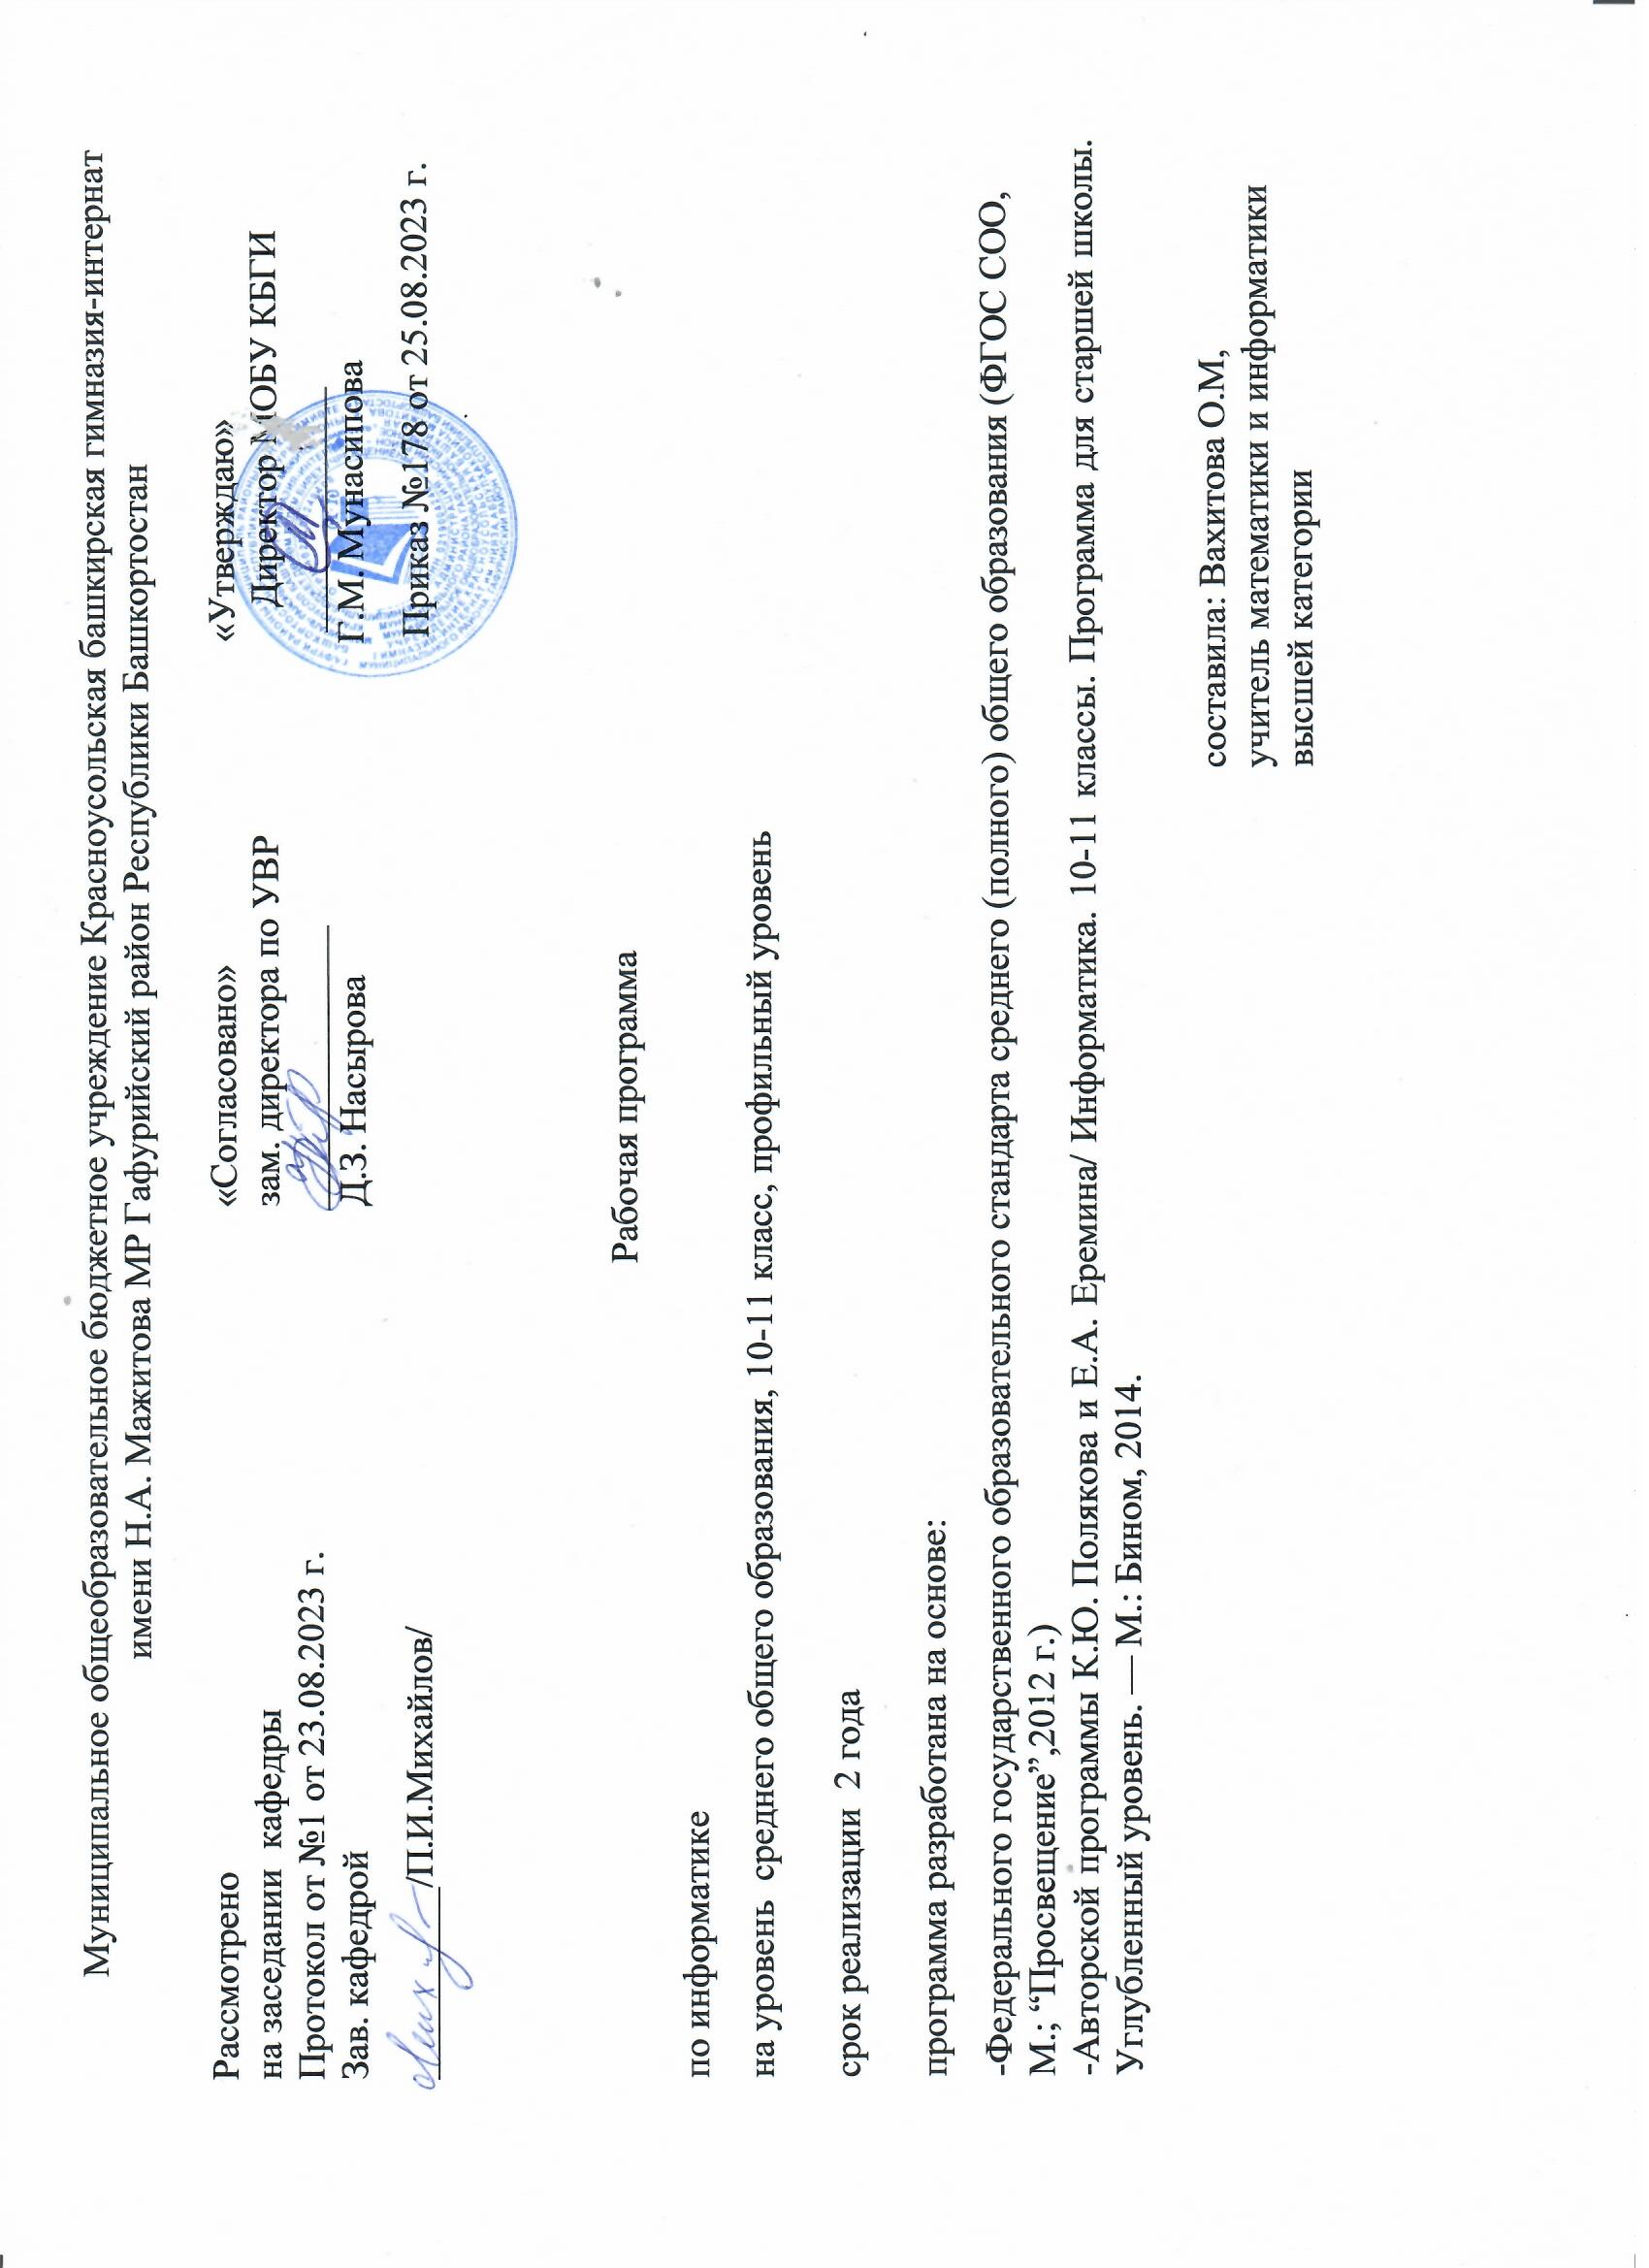 Муниципальное общеобразовательное бюджетное учреждение Красноусольская башкирская гимназия-интернат
имени Н.А. Мажитова МР Гафурийский район Республики Башкортостан
Рассмотрено
на заседании кафедры
Протокол от №1 от 23.08.2023 г.
Зав. кафедрой
/П.И.Михайлов/
«Согласовано»
зам. директора по УВР
Д.З. Насырова
«Утверждаю»
Директор МОБУ КБГИ
Г.М. Мунасипова
Приказ №178 от 25.08.2023 г.
Рабочая программа
по информатике
на уровень среднего общего образования, 10-11 класс, профильный уровень
срок реализации 2 года
программа разработана на основе:
-Федерального государственного образовательного стандарта среднего (полного) общего образования (ФГОС СОО,
М.; “Просвещение”,2012 г.)
-Авторской программы К.Ю. Полякова и Е.А. Еремина/ Информатика. 10-11 классы. Программа для старшей школы.
Углубленный уровень. — М.: Бином, 2014.
составила: Вахитова О.М,
учитель математики и информатики
высшей категории